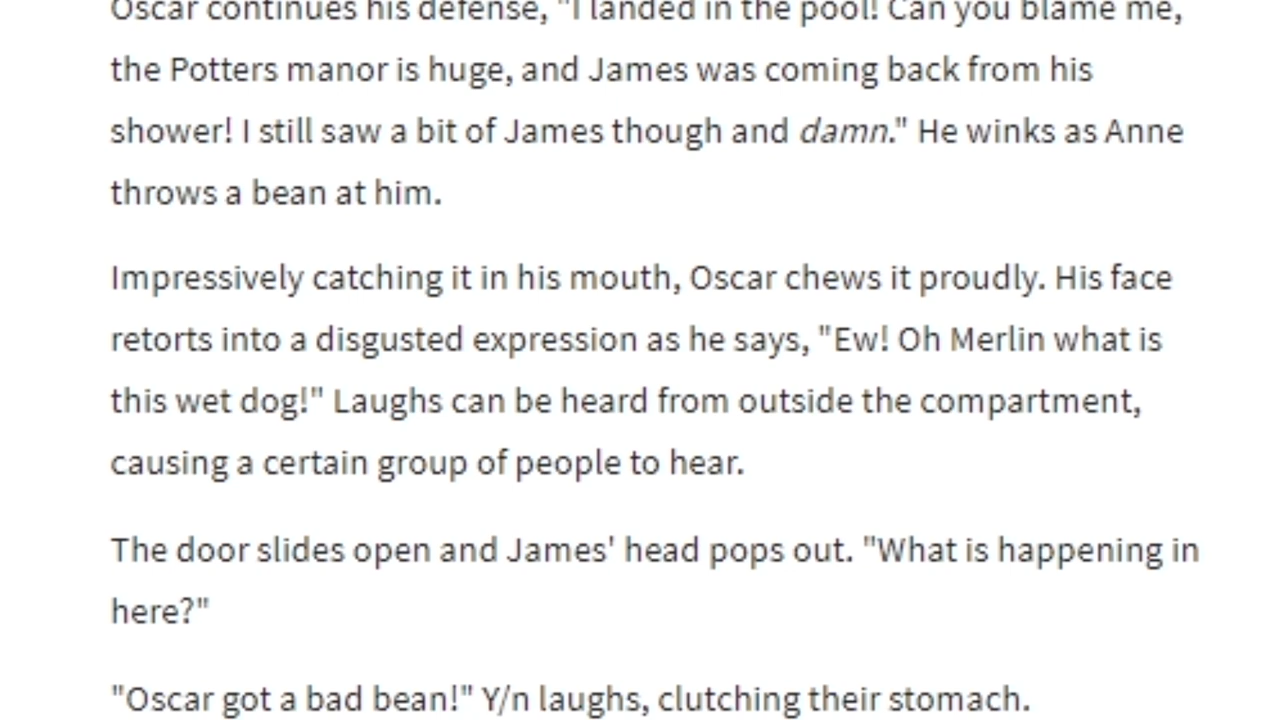 Oscar continues his defense, "I landed in the pool! Can you blame me,
the Potters manor is huge, and James was coming back from his
shower! I still saw a bit of James though and damn." He winks as Anne
throws a bean at him.
Impressively catching it in his mouth, Oscar chews it proudly. His face
retorts into a disgusted expression as he says, "Ew! Oh Merlin what is
this wet dog!" Laughs can be heard from outside the compartment,
causing a certain group of people to hear.
The door slides open and James' head pops out. "What is happening in
here?"
"Oscar got a bad bean!" Y/n laughs, clutching their stomach.